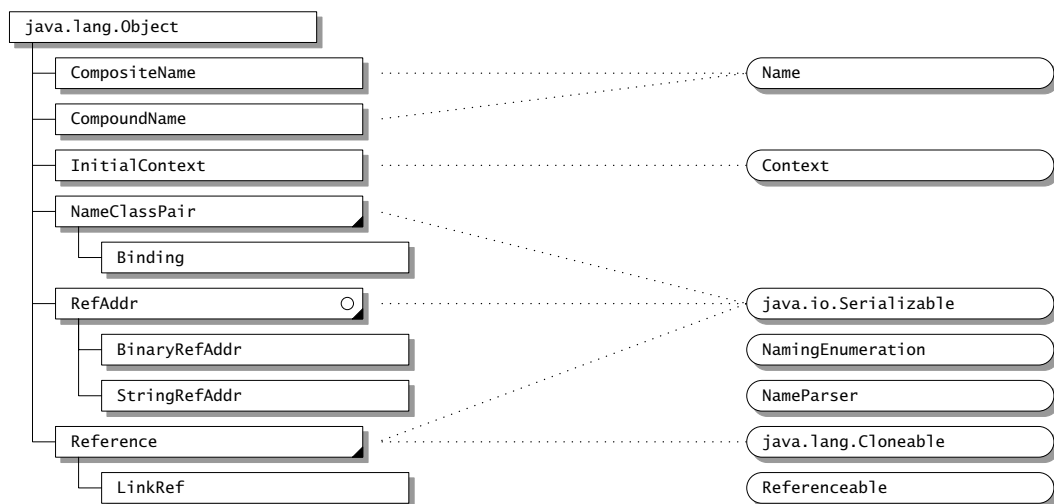 java.lang.Object
CompositeName
Name
CompoundName
InitialContext
Context
NameClassPair
Binding
RefAddr
java.io.Serializable
BinaryRefAddr
NamingEnumeration
StringRefAddr
NameParser
Reference
java.lang.Cloneable
LinkRef
Referenceable